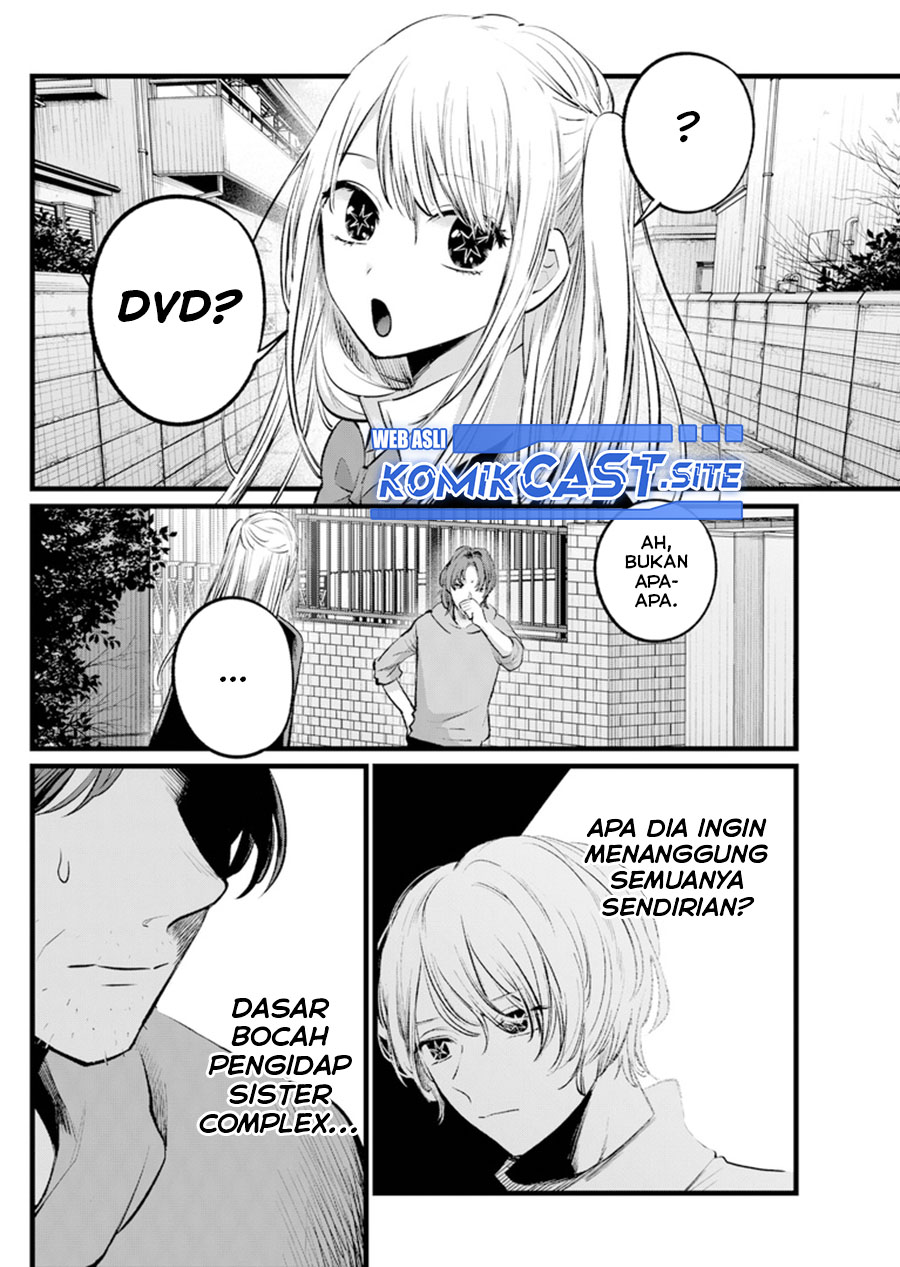 ?
DVD?
WEB ASLI
KOMIKCAST.SITE
AH,
BUKAN
APA-
APA.
...
APA DIA INGIN
MENANGGUNG
SEMUANYA
SENDIRIAN?
DASAR
BOCAH
PENGIDAP
SISTER
COMPLEX...